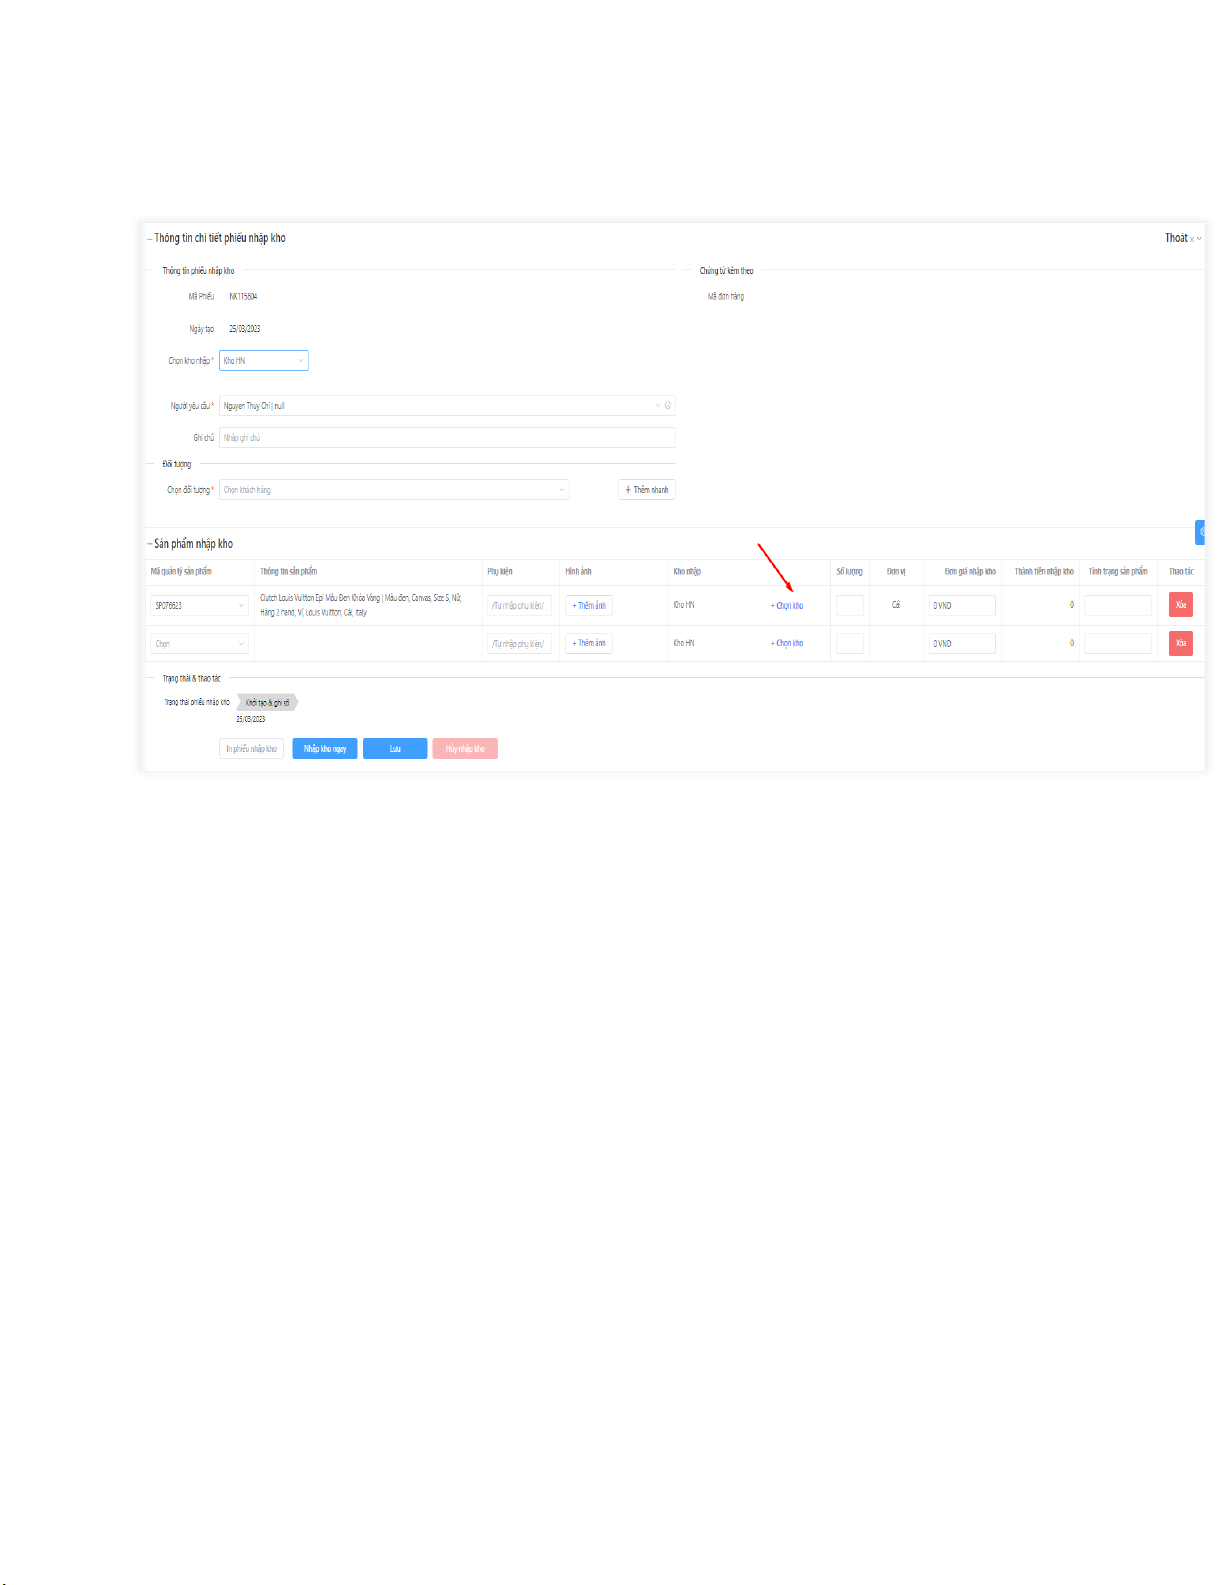 Thông tin chi tiết phiếu nhập kho
Thoát x
Thông tin phiếu nhập kho
Chứng từ kèm theo
Mã Phiếu NK115804
Mã đơn hàng
Ngày tạo 25/03/2023
Chọn kho nhập* Kho HN
Người yêu cầu* Nguyen Thuy Chi | null
Ghi chú Nhập ghi chú
Đối tượng
Chọn đối tượng* Chọn khách hàng + Thêm nhanh
Sản phẩm nhập kho
Mã quản lý sản phẩm Thông tin sản phẩm Phụ kiện Hình ảnh Kho nhập Số lượng Đơn vị Đơn giá nhập kho Thành tiền nhập kho Tình trạng sản phẩm Thao tác
SP076623 Clutch Louis Vuitton Epi Màu Đen Khóa Vàng | Màu đen, Canvas, Size S, Nữ, /Tự nhập phụ kiện/ + Thêm ảnh Kho HN + Chọn kho Cái 0 VND 0 Xóa
Hàng 2 hand, Ví, Louis Vuitton, Cái, Italy
Chọn /Tự nhập phụ kiện/ + Thêm ảnh Kho HN + Chọn kho 0 VND 0 Xóa
Trạng thái & thao tác
Trạng thái phiếu nhập kho Khởi tạo & ghi sổ
25/03/2023
In phiếu nhập kho Nhập kho ngay Lưu Hủy nhập kho